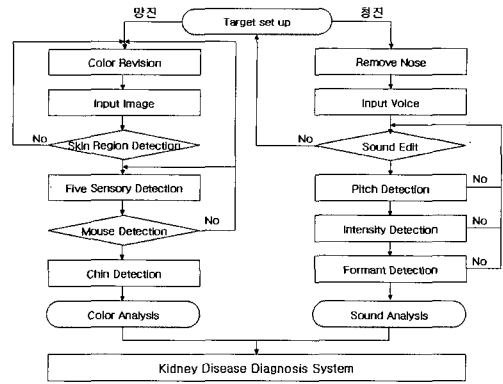 망진
Target set up
청진
Color Revision
Remove Nose
Input Image
Input Voice
No
Skin Region Detection
Sound Edit
Five Sensory Detection
Pitch Detection
No
Mouse Detection
No
Intensity Detection
No
Chin Detection
Formant Detection
No
Color Analysis
Sound Analysis
Kidney Disease Diagnosis System